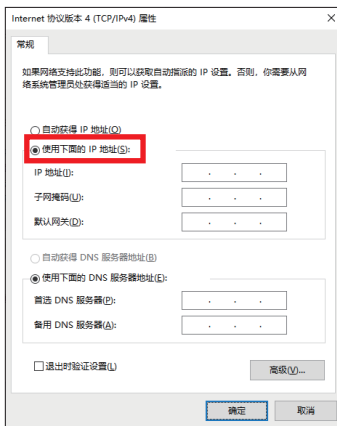 Internet 协议版本 4 (TCP/IPv4) 属性
常规
如果网络支持此功能，则可以获取自动指派的 IP 设置。否则，你需要从网
络系统管理员处获得适当的 IP 设置。
自动获得 IP 地址(O)
使用下面的 IP 地址(S):
IP 地址(I):
子网掩码(U):
默认网关(D):
自动获得 DNS 服务器地址(B)
使用下面的 DNS 服务器地址(E):
首选 DNS 服务器(P):
备用 DNS 服务器(A):
退出时验证设置(L)
高级(V)...
确定 取消